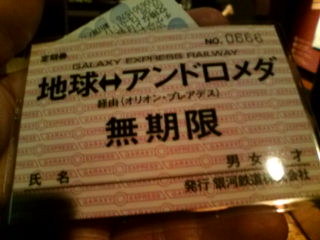 定期券
NO. 0666
GALAXY EXPRESS RAILWAY
地球↔アンドロメダ
経由(オリオン・プレアデス)
無期限
氏名 男女 才
発行 銀河鉄道株式会社